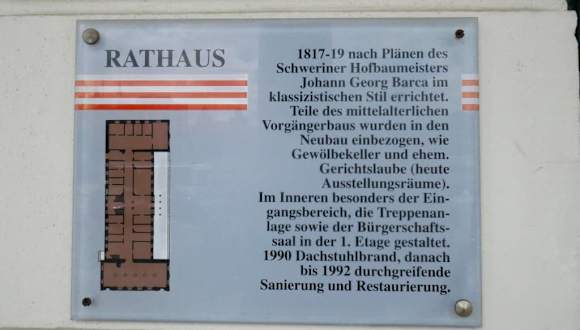 RATHAUS
1817-19 nach Plänen des
Schweriner Hofbaumeisters
Johann Georg Barca im
klassizistischen Stil errichtet.
Teile des mittelalterlichen
Vorgängerbaus wurden in den
Neubau einbezogen, wie
Gewölbekeller und ehem.
Gerichtslaube (heute
Ausstellungsräume).
Im Inneren besonders der Ein-
gangsbereich, die Treppenan-
lage sowie der Bürgerschafts-
saal in der 1. Etage gestaltet.
1990 Dachstuhlbrand, danach
bis 1992 durchgreifende
Sanierung und Restaurierung.